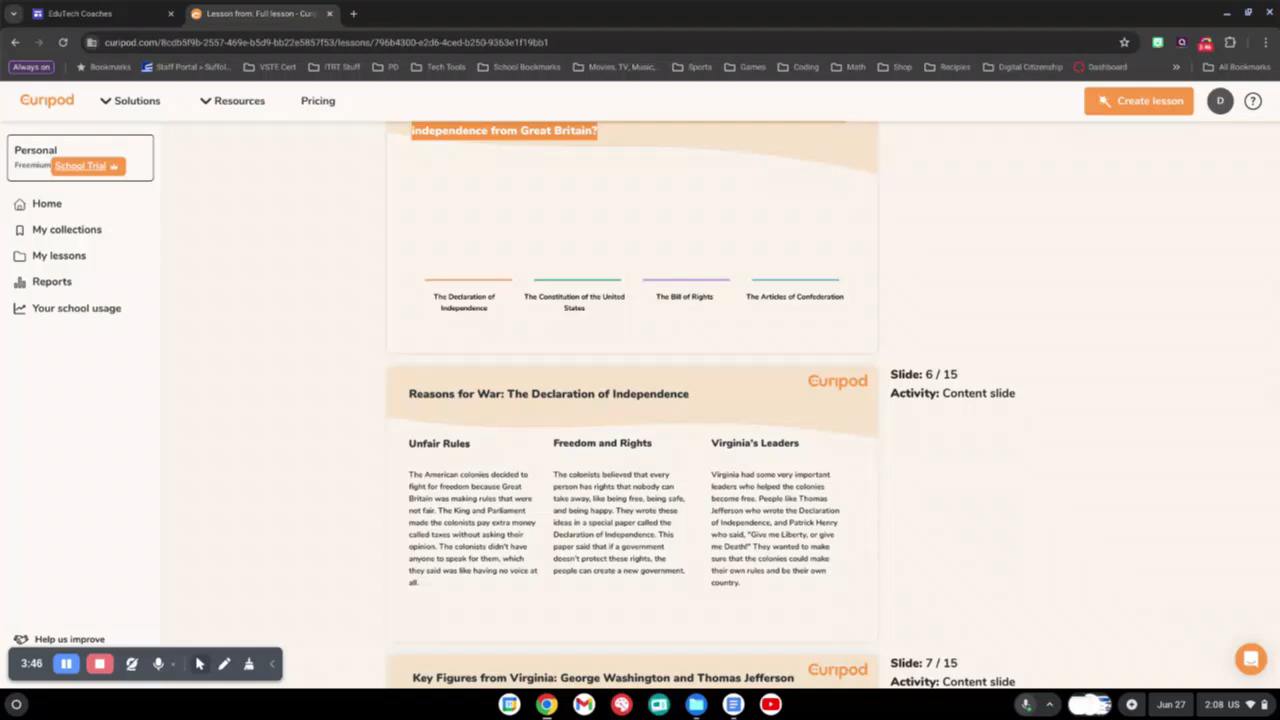 EduTech Coaches
Lesson from: Full lesson - Curip
curipod.com/8cdb5f9b-2557-469e-b5d9-bb22e5857f53/lessons/796b4300-e2d6-4ced-b250-9363e1f19bb1
Always on
Bookmarks
Staff Portal » Suffol...
VSTE Cert
ITRT Stuff
PD
Tech Tools
School Bookmarks
Movies, TV, Music,...
Sports
Games
Coding
Math
Shop
Recipies
Digital Citizenship
Dashboard
»
All Bookmarks
Curipod
Solutions
Resources
Pricing
Create lesson
D
?
Personal
Freemium School Trial
Home
My collections
My lessons
Reports
Your school usage
Help us improve
independence from Great Britain?
The Declaration of
Independence
The Constitution of the United
States
The Bill of Rights
The Articles of Confederation
Reasons for War: The Declaration of Independence
Curipod
Slide: 6 / 15
Activity: Content slide
Unfair Rules
The American colonies decided to
fight for freedom because Great
Britain was making rules that were
not fair. The King and Parliament
made the colonists pay extra money
called taxes without asking their
opinion. The colonists didn't have
anyone to speak for them, which
they said was like having no voice at
all.
Freedom and Rights
The colonists believed that every
person has rights that nobody can
take away, like being free, being safe,
and being happy. They wrote these
ideas in a special paper called the
Declaration of Independence. This
paper said that if a government
doesn't protect these rights, the
people can create a new government.
Virginia's Leaders
Virginia had some very important
leaders who helped the colonies
become free. People like Thomas
Jefferson who wrote the Declaration
of Independence, and Patrick Henry
who said, "Give me Liberty, or give
me Death!" They wanted to make
sure that the colonies could make
their own rules and be their own
country.
Key Figures from Virginia: George Washington and Thomas Jefferson
Curipod
Slide: 7 / 15
Activity: Content slide
3:46
Jun 27
2:08 US